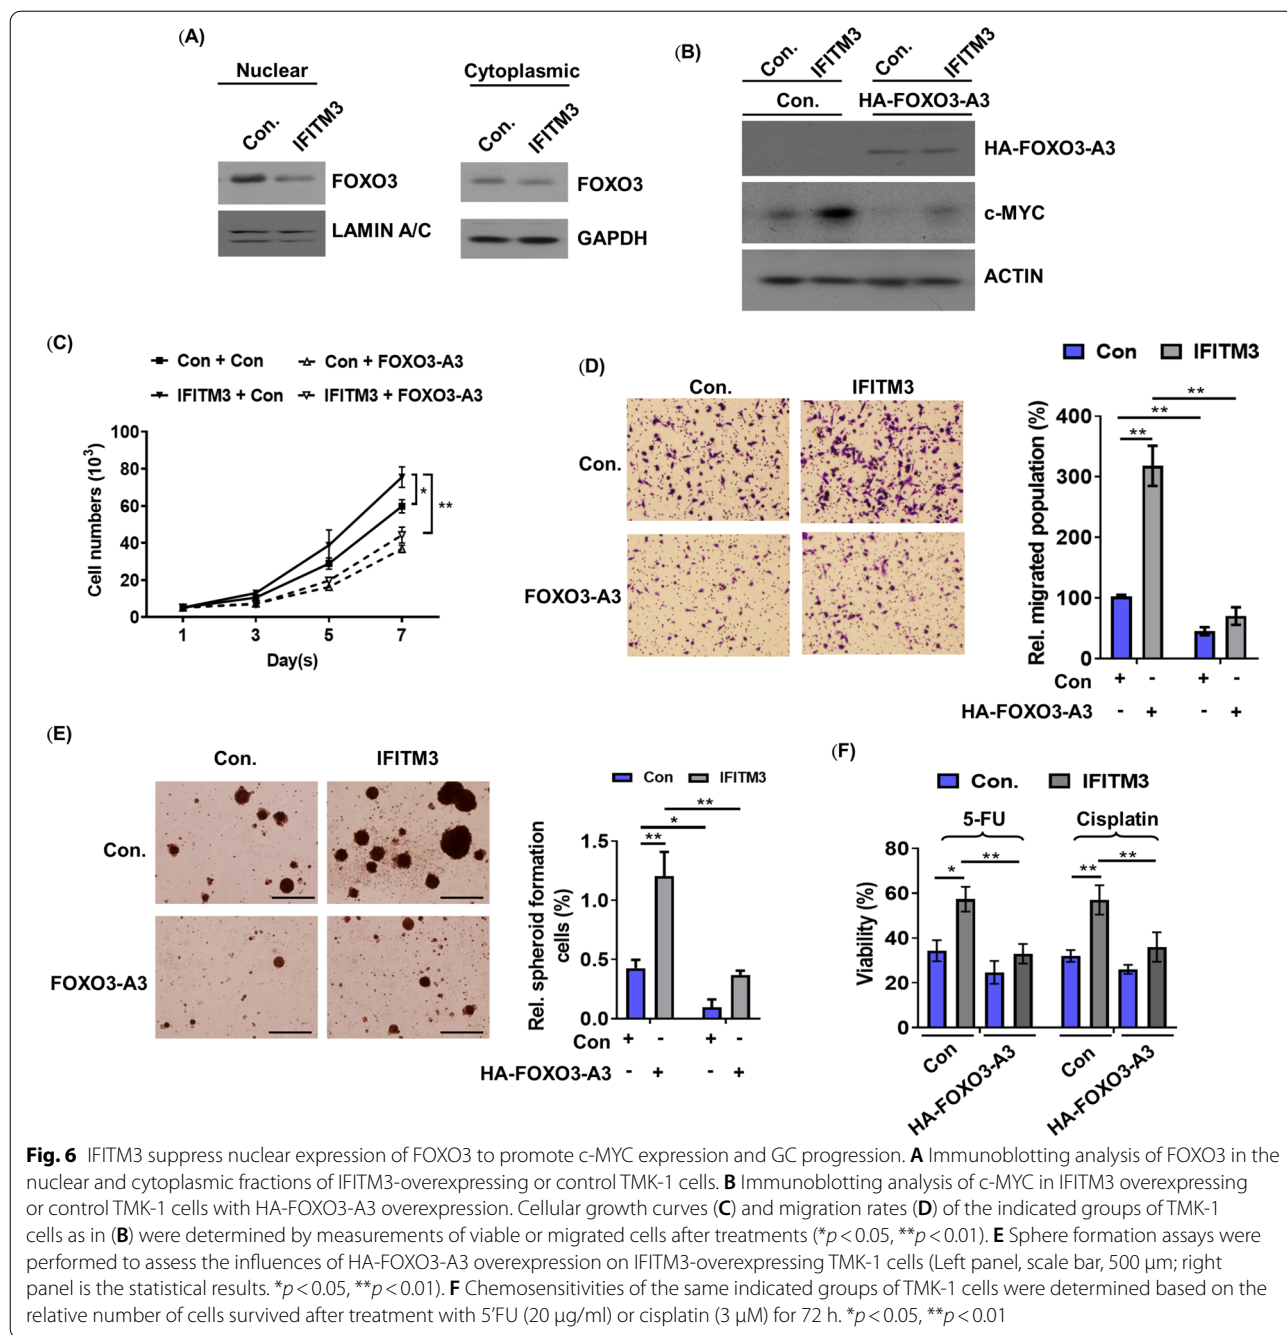 (A)
Nuclear
Cytoplasmic
Con. IFITM3
Con. IFITM3
FOXO3
FOXO3
LAMIN A/C
GAPDH
(B)
Con. IFITM3 Con. IFITM3
Con. HA-FOXO3-A3
HA-FOXO3-A3
c-MYC
ACTIN
(C)
Con + Con Con + FOXO3-A3
IFITM3 + Con IFITM3 + FOXO3-A3
Cell numbers (10³)
100
80
60
40
20
0
* **
1 3 5 7
Day(s)
(D)
Con. IFITM3
Con.
FOXO3-A3
Con IFITM3
Rel. migrated population (%)
400
300
200
100
0
**
**
**
Con + - + -
HA-FOXO3-A3 - + - +
(E)
Con. IFITM3
Con.
FOXO3-A3
Con IFITM3
Rel. spheroid formation
cells (%)
1.5
1.0
0.5
0.0
**
*
**
Con + - + -
HA-FOXO3-A3 - + - +
(F)
Con. IFITM3
5-FU Cisplatin
Viability (%)
80
60
40
20
0
* ** ** **
Con HA-FOXO3-A3 Con HA-FOXO3-A3
Fig. 6 IFITM3 suppress nuclear expression of FOXO3 to promote c-MYC expression and GC progression. A Immunoblotting analysis of FOXO3 in the
nuclear and cytoplasmic fractions of IFITM3-overexpressing or control TMK-1 cells. B Immunoblotting analysis of c-MYC in IFITM3 overexpressing
or control TMK-1 cells with HA-FOXO3-A3 overexpression. Cellular growth curves (C) and migration rates (D) of the indicated groups of TMK-1
cells as in (B) were determined by measurements of viable or migrated cells after treatments (*p < 0.05, **p < 0.01). E Sphere formation assays were
performed to assess the influences of HA-FOXO3-A3 overexpression on IFITM3-overexpressing TMK-1 cells (Left panel, scale bar, 500 μm; right
panel is the statistical results. *p < 0.05, **p < 0.01). F Chemosensitivities of the same indicated groups of TMK-1 cells were determined based on the
relative number of cells survived after treatment with 5'FU (20 μg/ml) or cisplatin (3 μM) for 72 h. *p < 0.05, **p < 0.01